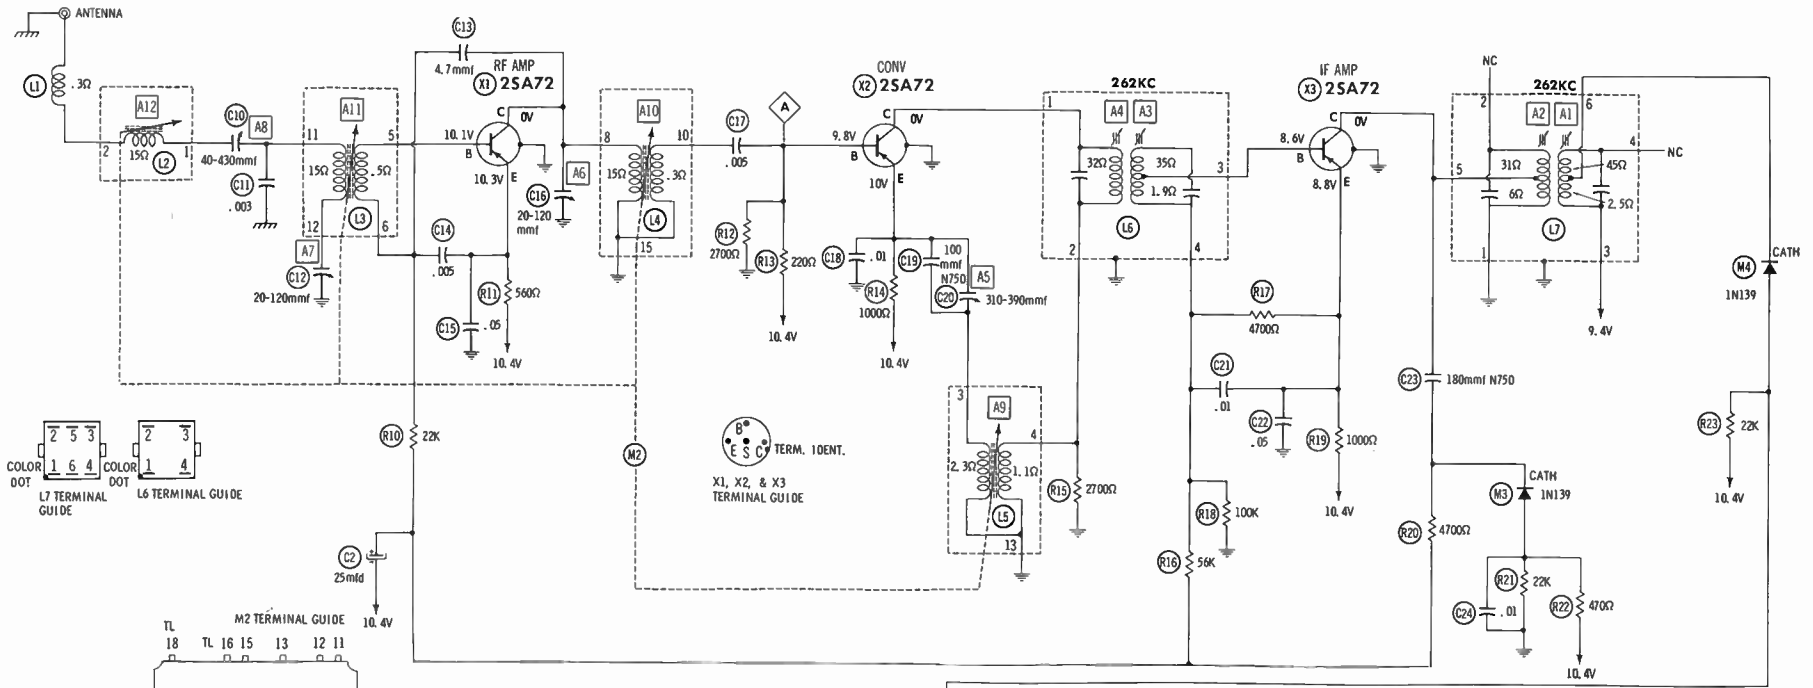 ANTENNA
L1
.3Ω
A12
2
1
15Ω
L2
C10
A8
40-430mmf
C11
.003
A11
11
5
15Ω
.5Ω
L3
12
6
A7
C12
20-120mmf
C13
4.7mmf
RF AMP
X1 2SA72
C
0V
10.1V
B
10.3V
E
C14
.005
R11
560Ω
C15
.05
10.4V
A6
C16
20-120
mmf
A10
8
10
15Ω
.3Ω
L4
15
C17
.005
A
R12
2700Ω
R13
220Ω
10.4V
CONV
X2 2SA72
C
0V
9.8V
B
10V
E
C18
.01
C19
100
mmf
N750
A5
C20
310-390mmf
R14
1000Ω
10.4V
262KC
1
A4
A3
32Ω
35Ω
1.9Ω
3
L6
2
4
IF AMP
X3 2SA72
C
0V
8.6V
B
8.8V
E
R17
4700Ω
C21
.01
C22
.05
R19
1000Ω
10.4V
NC
262KC
2
A2
A1
6
4
NC
5
31Ω
45Ω
6Ω
2.5Ω
L7
1
3
9.4V
M4
CATH
1N139
C23
180mmf N750
R23
22K
10.4V
R10
22K
M2
B
E S C
TERM. IDENT.
X1, X2, & X3
TERMINAL GUIDE
3
A9
4
2.3Ω
1.1Ω
L5
13
R15
2700Ω
R18
100K
R16
56K
R20
4700Ω
CATH
M3
1N139
R21
22K
R22
470Ω
C24
.01
10.4V
2 5 3
COLOR
DOT
1 6 4
L7 TERMINAL
GUIDE
2 3
COLOR
DOT
1 4
L6 TERMINAL GUIDE
C2
25mfd
10.4V
M2 TERMINAL GUIDE
TL
18
TL 16 15 13 12 11